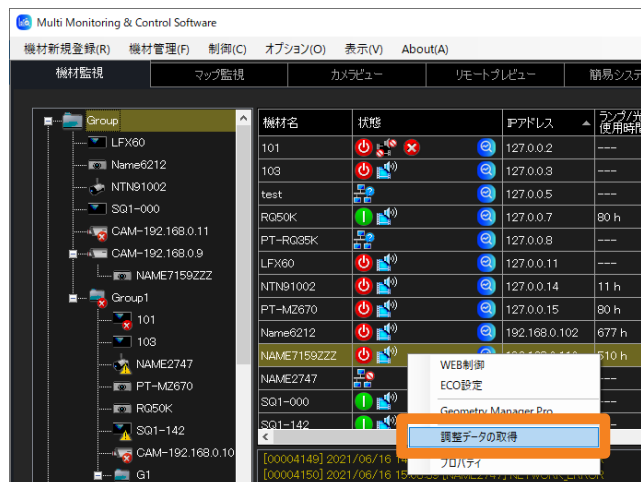 Multi Monitoring & Control Software
機材新規登録(R) 機材管理(F) 制御(C) オプション(O) 表示(V) About(A)
機材監視 マップ監視 カメラビュー リモートプレビュー 簡易システ
Group
LFX60
Name6212
NTN91002
SQ1-000
CAM-192.168.0.11
CAM-192.168.0.9
NAME7159ZZZ
Group1
101
103
NAME2747
PT-MZ670
RQ50K
SQ1-142
CAM-192.168.0.10
G1
機材名 状態 IPアドレス ランプ/光
使用時間
101 127.0.0.2 ---
103 127.0.0.3 ---
test 127.0.0.5 ---
RQ50K 127.0.0.7 80 h
PT-RQ35K 127.0.0.8 ---
LFX60 127.0.0.11 ---
NTN91002 127.0.0.14 11 h
PT-MZ670 127.0.0.15 80 h
Name6212 192.168.0.102 677 h
NAME7159ZZZ 510 h
NAME2747
SQ1-000
SQ1-142
WEB制御
ECO設定
Geometry Manager Pro
調整データの取得
プロパティ
[00004149] 2021/06/16 14
[00004150] 2021/06/16 15:08:39 [NAME2747] NETWORK_ERROR